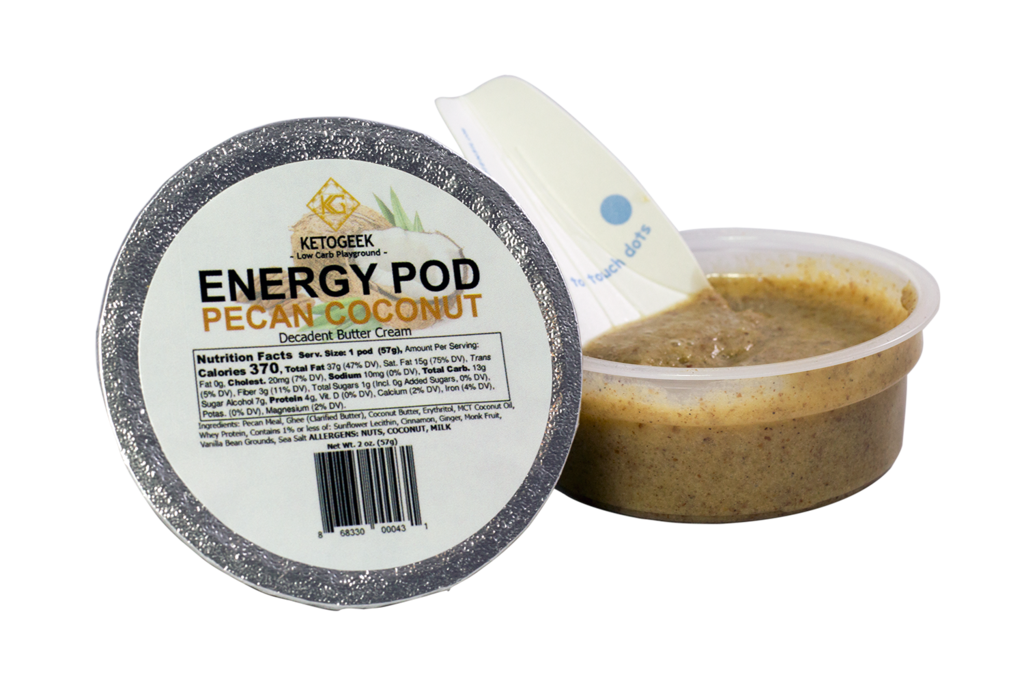 KG
KETOGEEK
- Low Carb Playground -
ENERGY POD
PECAN COCONUT
Decadent Butter Cream
Nutrition Facts Serv. Size: 1 pod (57g), Amount Per Serving:
Calories 370, Total Fat 37g (47% DV), Sat. Fat 15g (75% DV), Trans
Fat 0g, Cholest. 20mg (7% DV), Sodium 10mg (0% DV), Total Carb. 13g
(5% DV), Fiber 3g (11% DV), Total Sugars 1g (Incl. 0g Added Sugars, 0% DV),
Sugar Alcohol 7g, Protein 4g, Vit. D (0% DV), Calcium (2% DV), Iron (4% DV),
Potas. (0% DV), Magnesium (2% DV).
Ingredients: Pecan Meal, Ghee (Clarified Butter), Coconut Butter, Erythritol, MCT Coconut Oil,
Whey Protein, Contains 1% or less of: Sunflower Lecithin, Cinnamon, Ginger, Monk Fruit,
Vanilla Bean Grounds, Sea Salt ALLERGENS: NUTS, COCONUT, MILK
Net Wt. 2 oz. (57g)
8 68330 00043 1
to touch dots